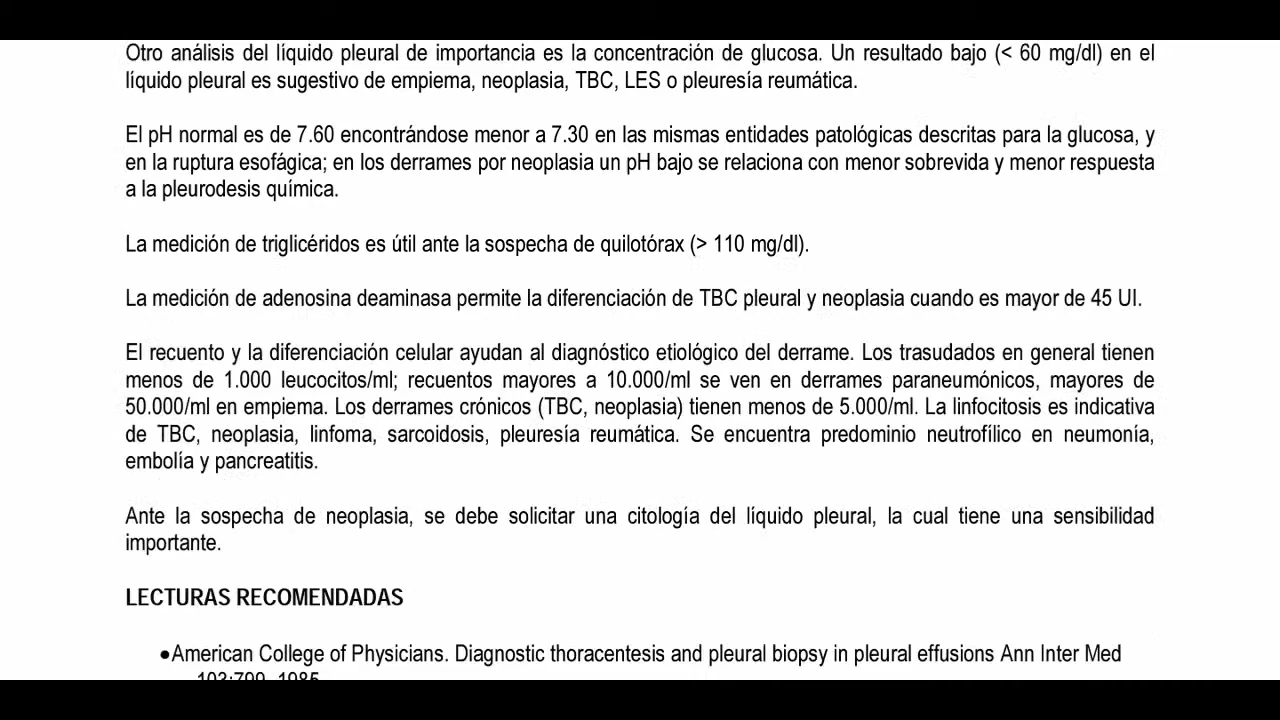 Otro análisis del líquido pleural de importancia es la concentración de glucosa. Un resultado bajo (< 60 mg/dl) en el
líquido pleural es sugestivo de empiema, neoplasia, TBC, LES o pleuresía reumática.
El pH normal es de 7.60 encontrándose menor a 7.30 en las mismas entidades patológicas descritas para la glucosa, y
en la ruptura esofágica; en los derrames por neoplasia un pH bajo se relaciona con menor sobrevida y menor respuesta
a la pleurodesis química.
La medición de triglicéridos es útil ante la sospecha de quilotórax (> 110 mg/dl).
La medición de adenosina deaminasa permite la diferenciación de TBC pleural y neoplasia cuando es mayor de 45 UI.
El recuento y la diferenciación celular ayudan al diagnóstico etiológico del derrame. Los trasudados en general tienen
menos de 1.000 leucocitos/ml; recuentos mayores a 10.000/ml se ven en derrames paraneumónicos, mayores de
50.000/ml en empiema. Los derrames crónicos (TBC, neoplasia) tienen menos de 5.000/ml. La linfocitosis es indicativa
de TBC, neoplasia, linfoma, sarcoidosis, pleuresía reumática. Se encuentra predominio neutrofílico en neumonía,
embolía y pancreatitis.
Ante la sospecha de neoplasia, se debe solicitar una citología del líquido pleural, la cual tiene una sensibilidad
importante.
LECTURAS RECOMENDADAS
•American College of Physicians. Diagnostic thoracentesis and pleural biopsy in pleural effusions Ann Inter Med
103:799, 1985